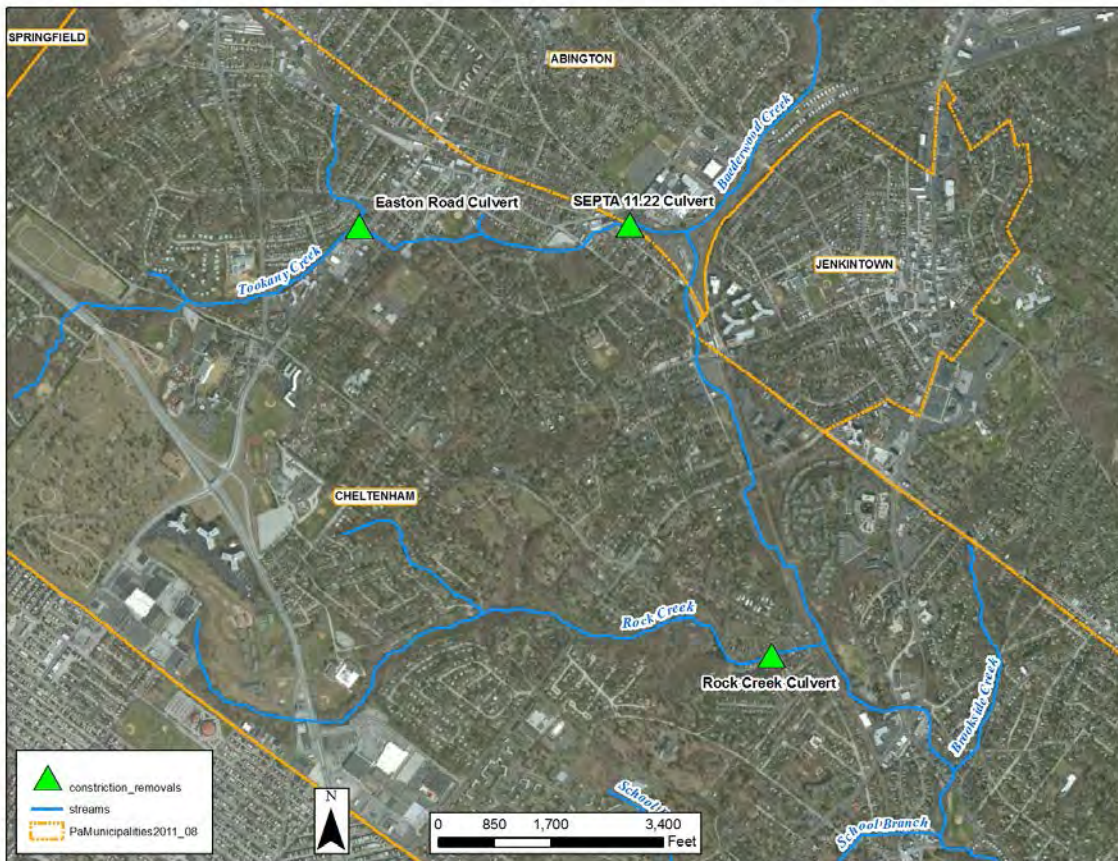 SPRINGFIELD
ABINGTON
Baederwood Creek
Easton Road Culvert
SEPTA 11.22 Culvert
JENKINTOWN
Tookany Creek
CHELTENHAM
Rock Creek
Rock Creek Culvert
Brookside Creek
School
School Branch
constriction_removals
streams
PaMunicipalities2011_08
N
0 850 1,700 3,400
Feet